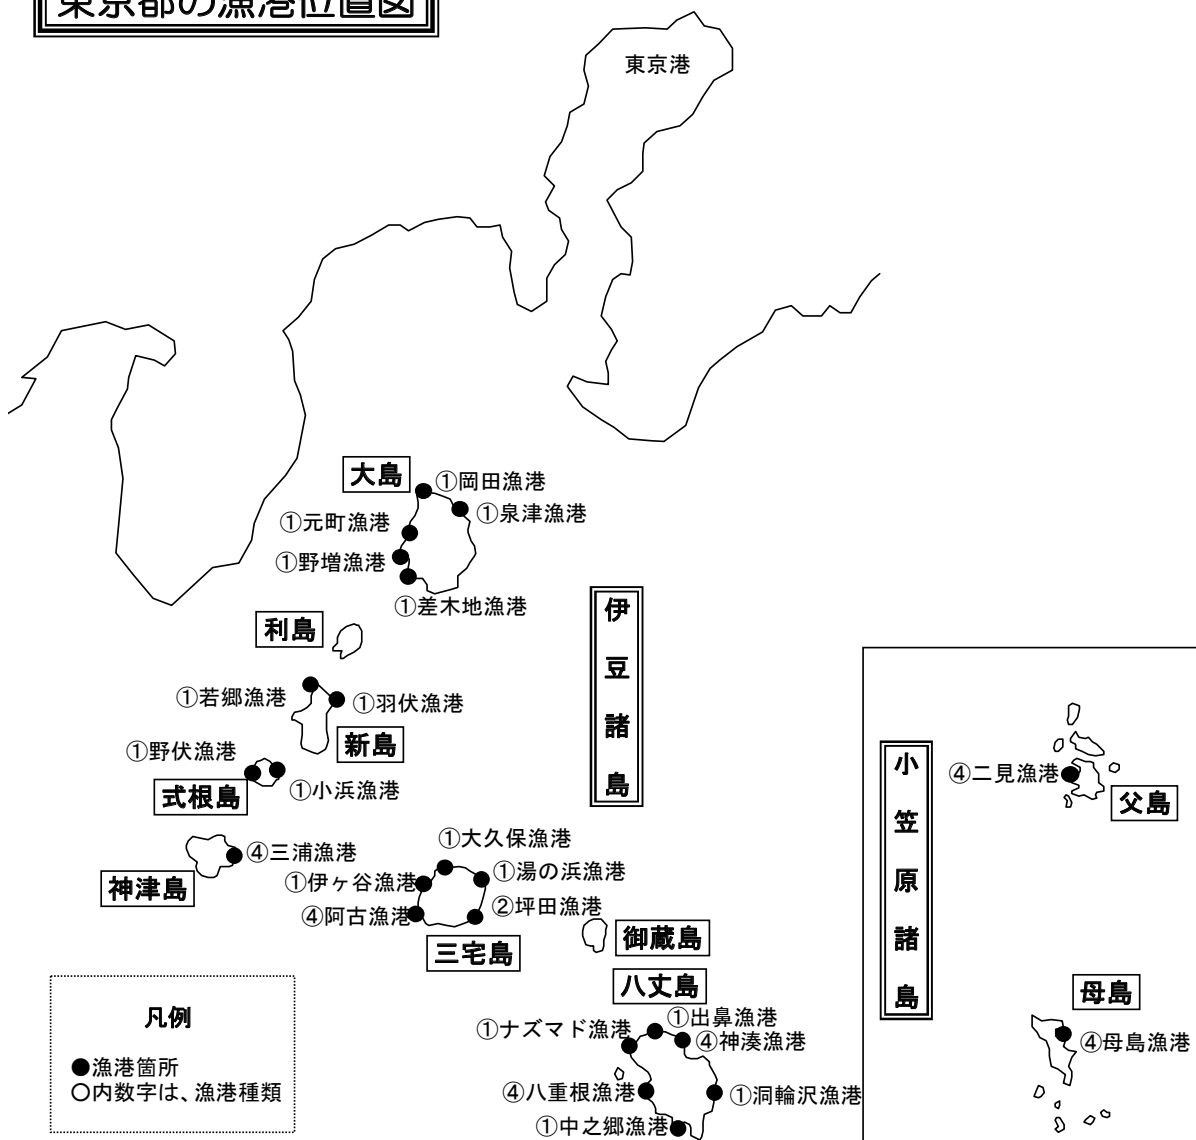 東京都の漁港位置図
東京港
大島
①岡田漁港
①泉津漁港
①元町漁港
①野増漁港
①差木地漁港
利島
伊豆諸島
①若郷漁港
①羽伏漁港
新島
①野伏漁港
式根島
①小浜漁港
④三浦漁港
神津島
①大久保漁港
①伊ヶ谷漁港
①湯の浜漁港
②坪田漁港
④阿古漁港
三宅島
御蔵島
八丈島
①出鼻漁港
①ナズマド漁港
④神湊漁港
④八重根漁港
①洞輪沢漁港
①中之郷漁港
小笠原諸島
④二見漁港
父島
母島
④母島漁港
凡例
●漁港箇所
○内数字は、漁港種類